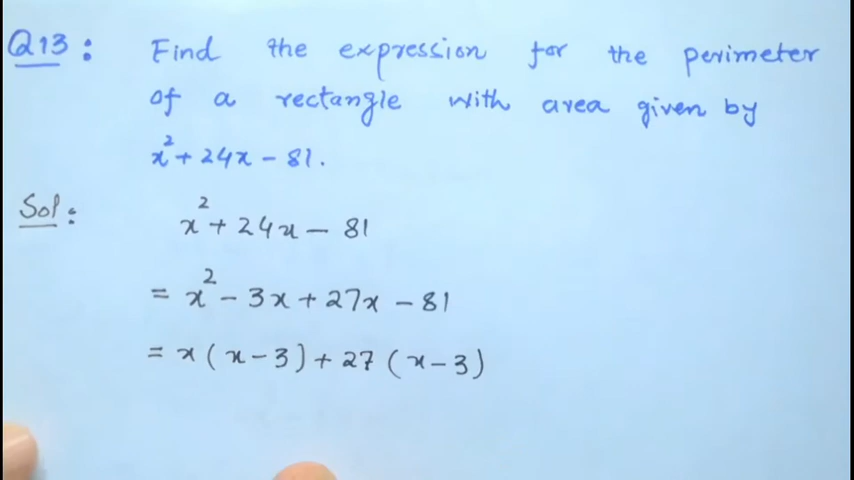 Q13: Find the expression for the perimeter
of a rectangle with area given by
x² + 24x - 81.
Sol: x² + 24x - 81
= x² - 3x + 27x - 81
= x(x-3) + 27(x-3)